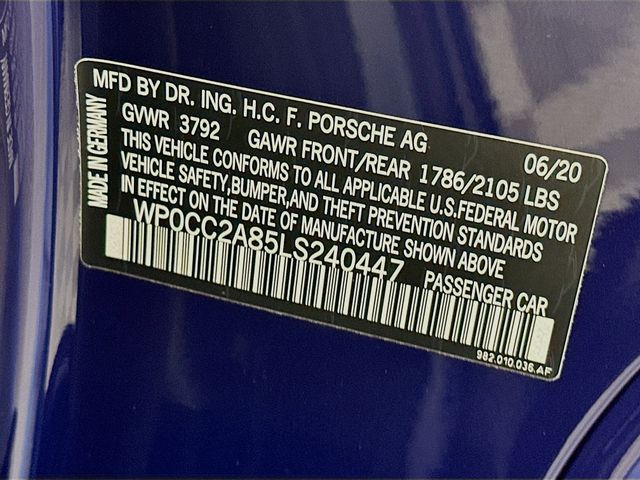 MFD BY DR. ING. H.C. F. PORSCHE AG 06/20
GVWR 3792 GAWR FRONT/REAR 1786/2105 LBS
THIS VEHICLE CONFORMS TO ALL APPLICABLE U.S.FEDERAL MOTOR
VEHICLE SAFETY,BUMPER,AND THEFT PREVENTION STANDARDS
IN EFFECT ON THE DATE OF MANUFACTURE SHOWN ABOVE
WP0CC2A85LS240447 PASSENGER CAR
982.010.036.AF
MADE IN GERMANY